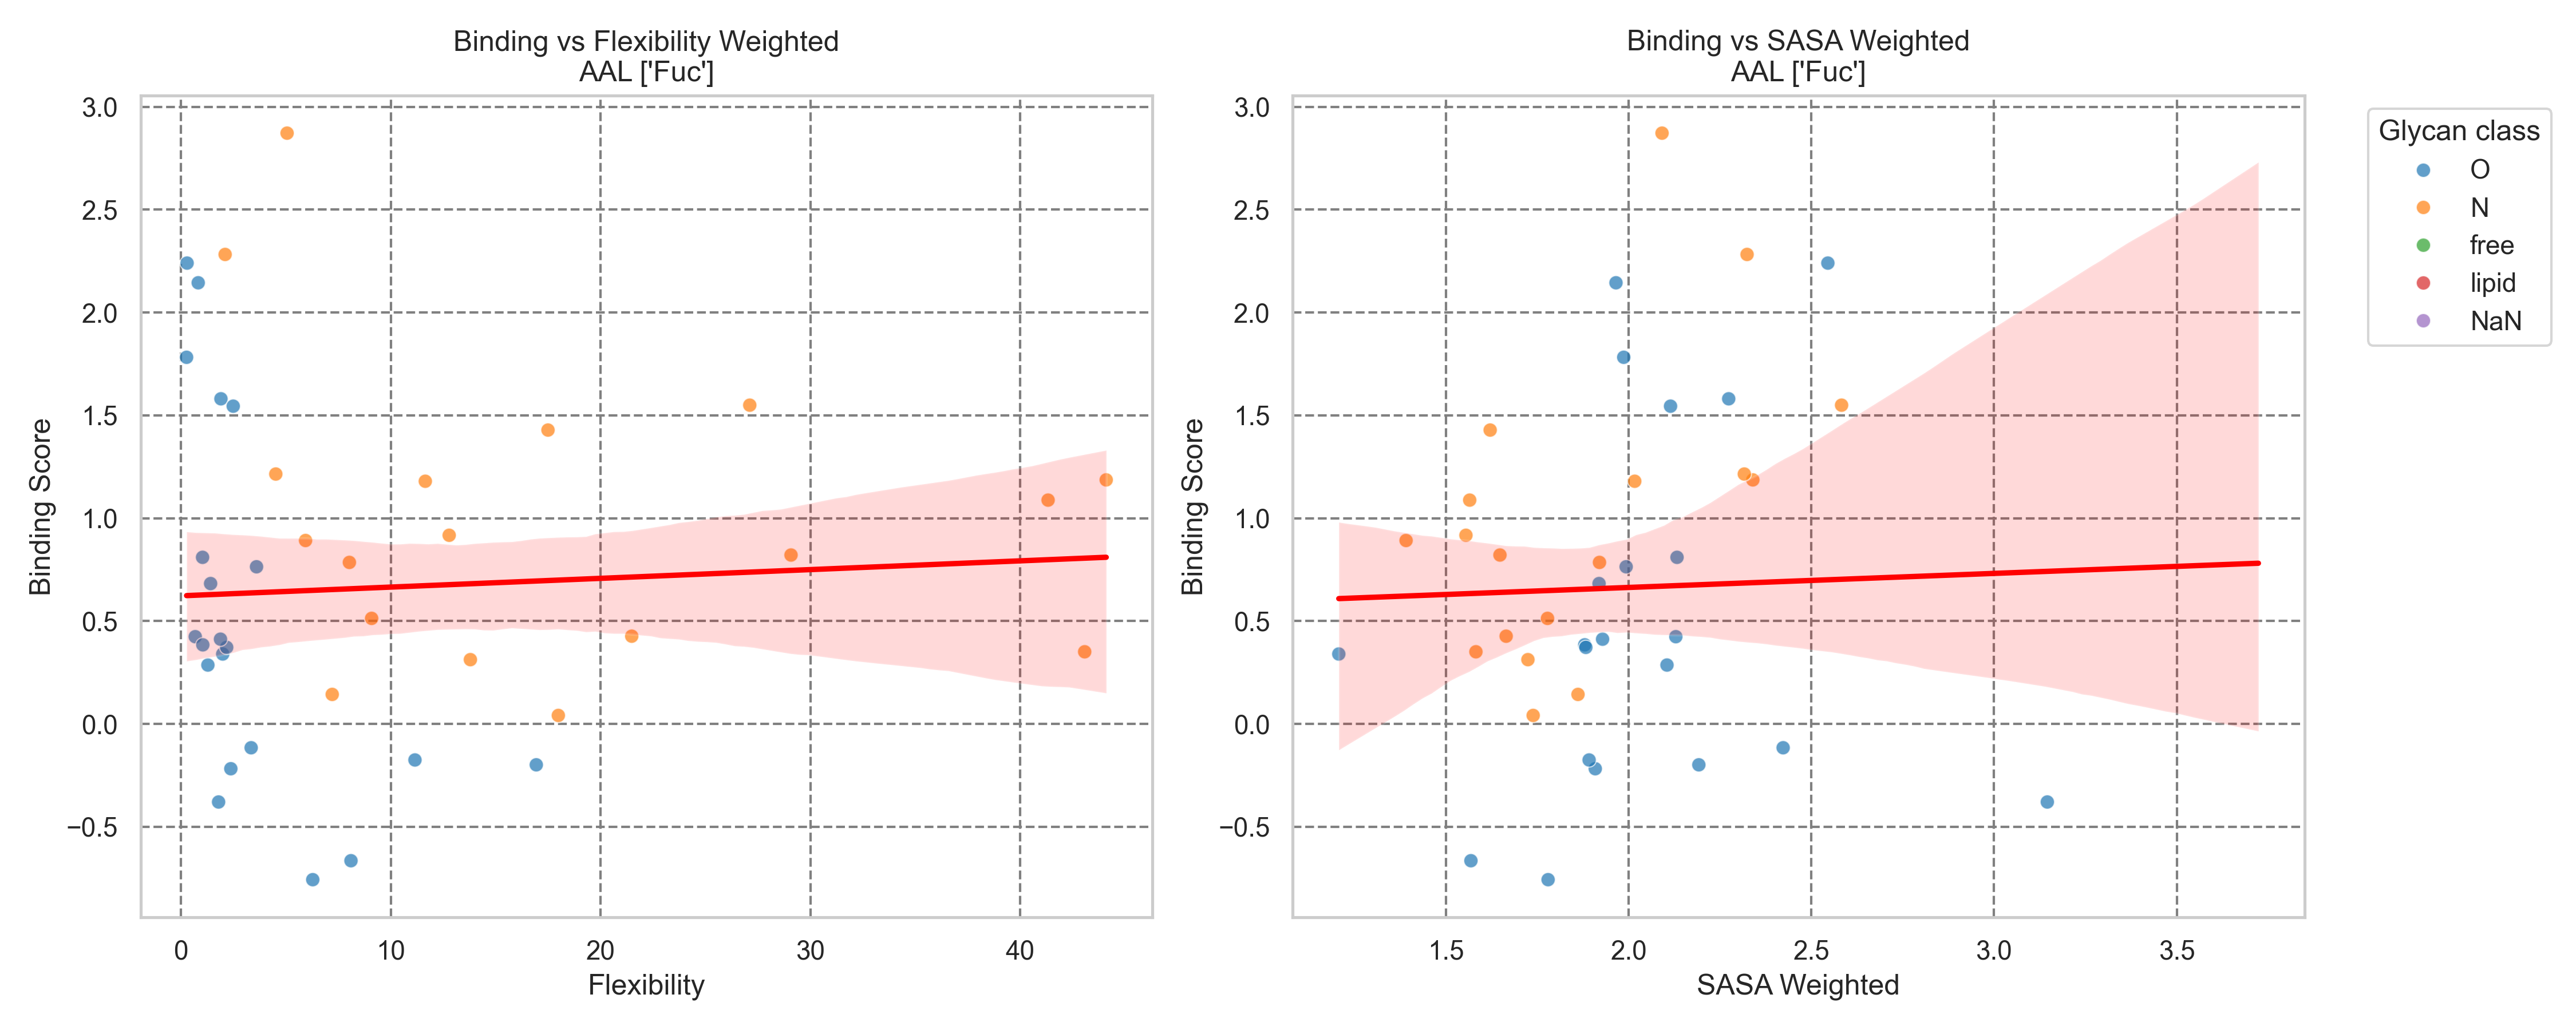 Binding vs Flexibility Weighted
AAL ['Fuc']
3.0
2.5
2.0
1.5
1.0
0.5
0.0
−0.5
Binding Score
0
10
20
30
40
Flexibility
Binding vs SASA Weighted
AAL ['Fuc']
3.0
2.5
2.0
1.5
1.0
0.5
0.0
−0.5
Binding Score
1.5
2.0
2.5
3.0
3.5
SASA Weighted
Glycan class
O
N
free
lipid
NaN